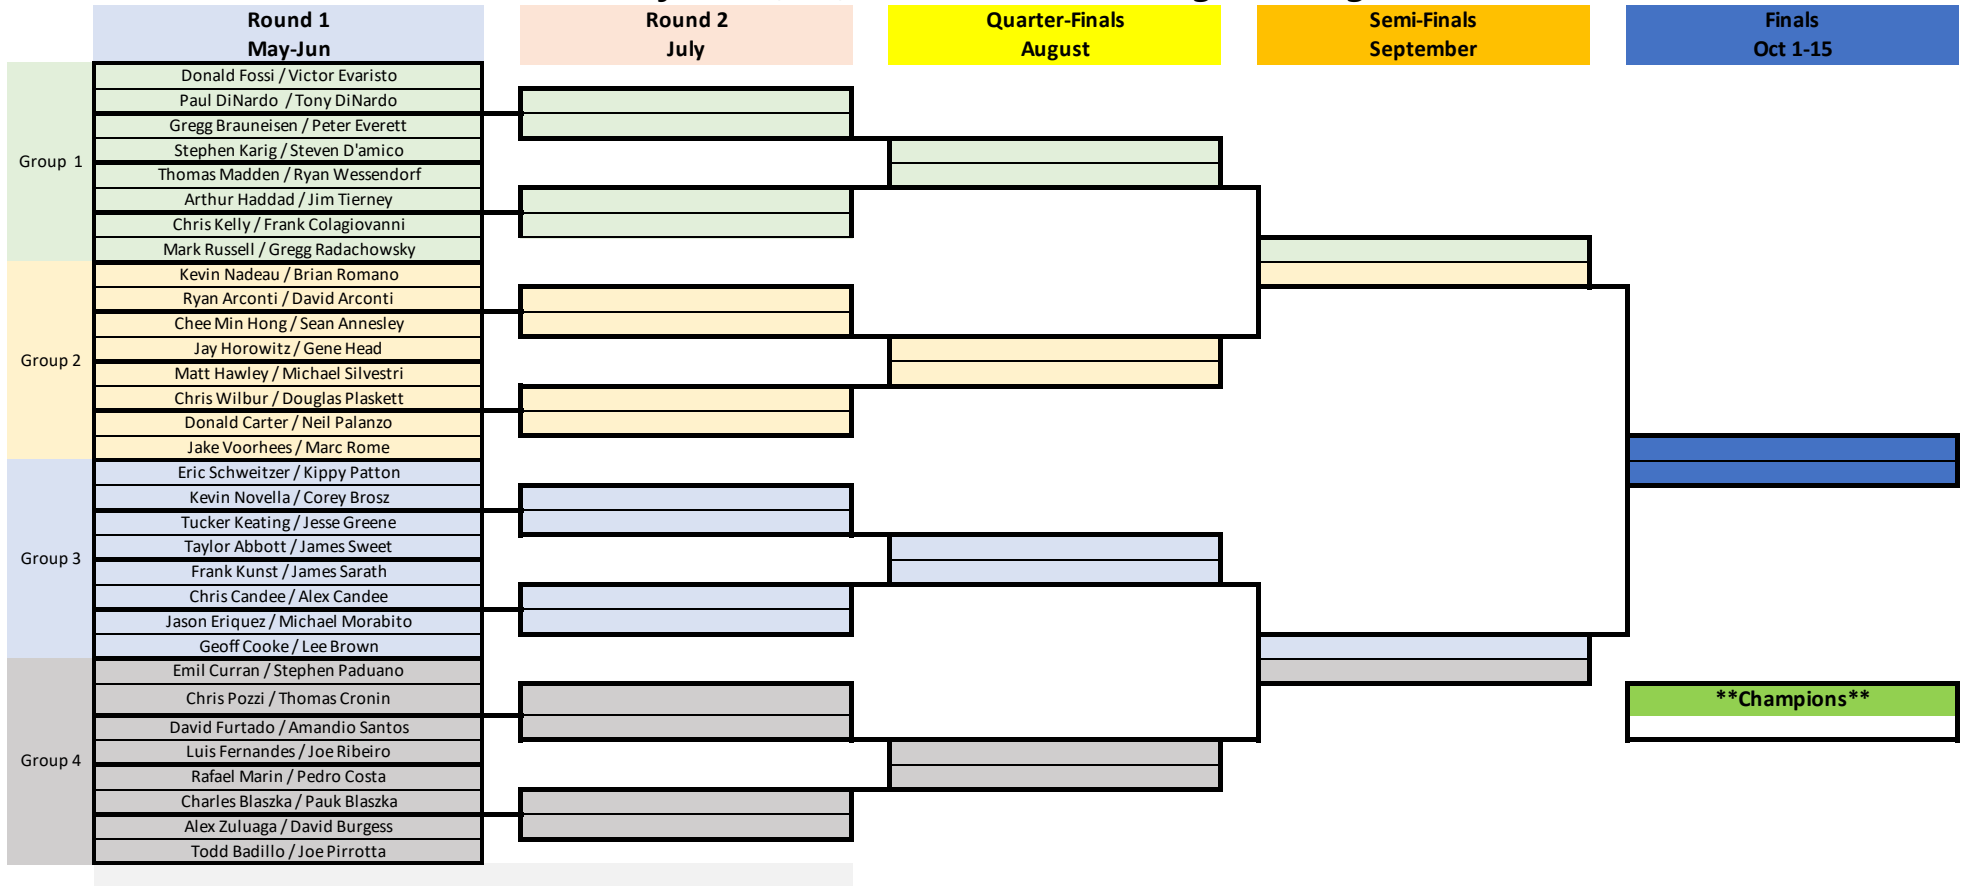 Round 1
May-Jun
Round 2
July
Quarter-Finals
August
Semi-Finals
September
Finals
Oct 1-15
Group 1
Donald Fossi / Victor Evaristo
Paul DiNardo / Tony DiNardo
Gregg Brauneisen / Peter Everett
Stephen Karig / Steven D'amico
Thomas Madden / Ryan Wessendorf
Arthur Haddad / Jim Tierney
Chris Kelly / Frank Colagiovanni
Mark Russell / Gregg Radachowsky
Group 2
Kevin Nadeau / Brian Romano
Ryan Arconti / David Arconti
Chee Min Hong / Sean Annesley
Jay Horowitz / Gene Head
Matt Hawley / Michael Silvestri
Chris Wilbur / Douglas Plaskett
Donald Carter / Neil Palanzo
Jake Voorhees / Marc Rome
Group 3
Eric Schweitzer / Kippy Patton
Kevin Novella / Corey Brosz
Tucker Keating / Jesse Greene
Taylor Abbott / James Sweet
Frank Kunst / James Sarath
Chris Candee / Alex Candee
Jason Eriquez / Michael Morabito
Geoff Cooke / Lee Brown
Group 4
Emil Curran / Stephen Paduano
Chris Pozzi / Thomas Cronin
David Furtado / Amandio Santos
Luis Fernandes / Joe Ribeiro
Rafael Marin / Pedro Costa
Charles Blaszka / Pauk Blaszka
Alex Zuluaga / David Burgess
Todd Badillo / Joe Pirrotta
**Champions**